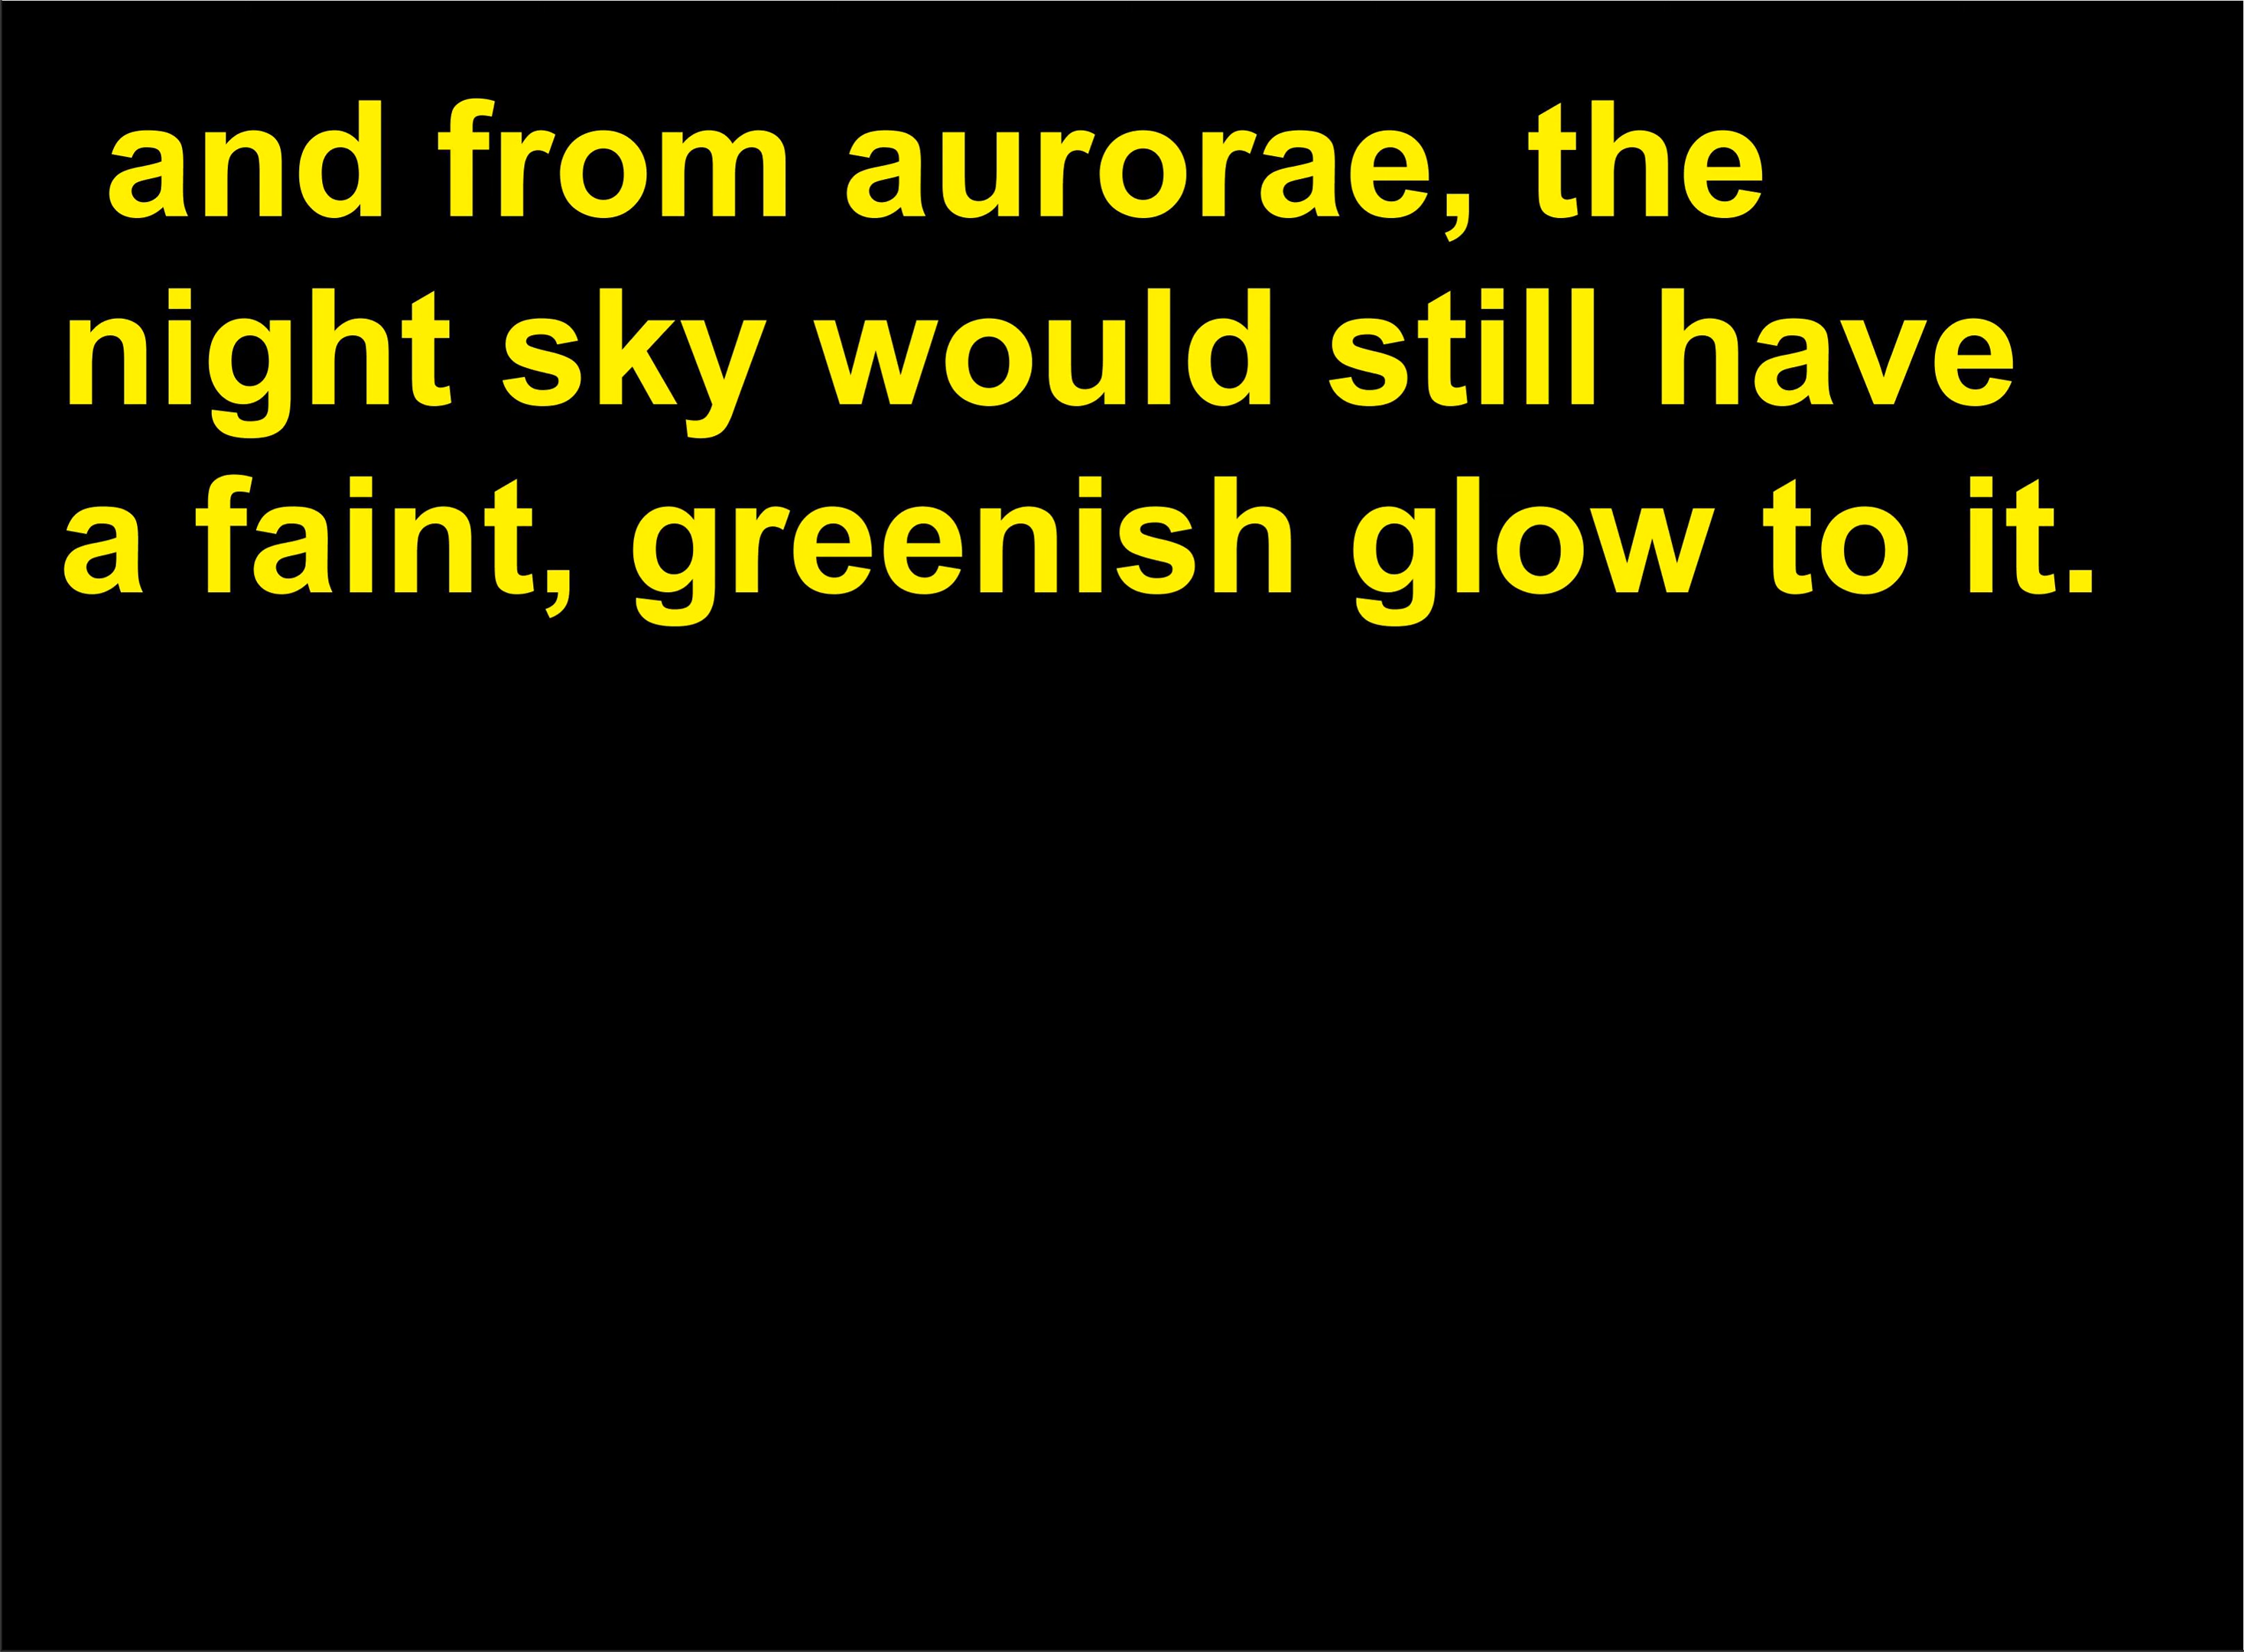 and from aurorae, the
night sky would still have
a faint, greenish glow to it.